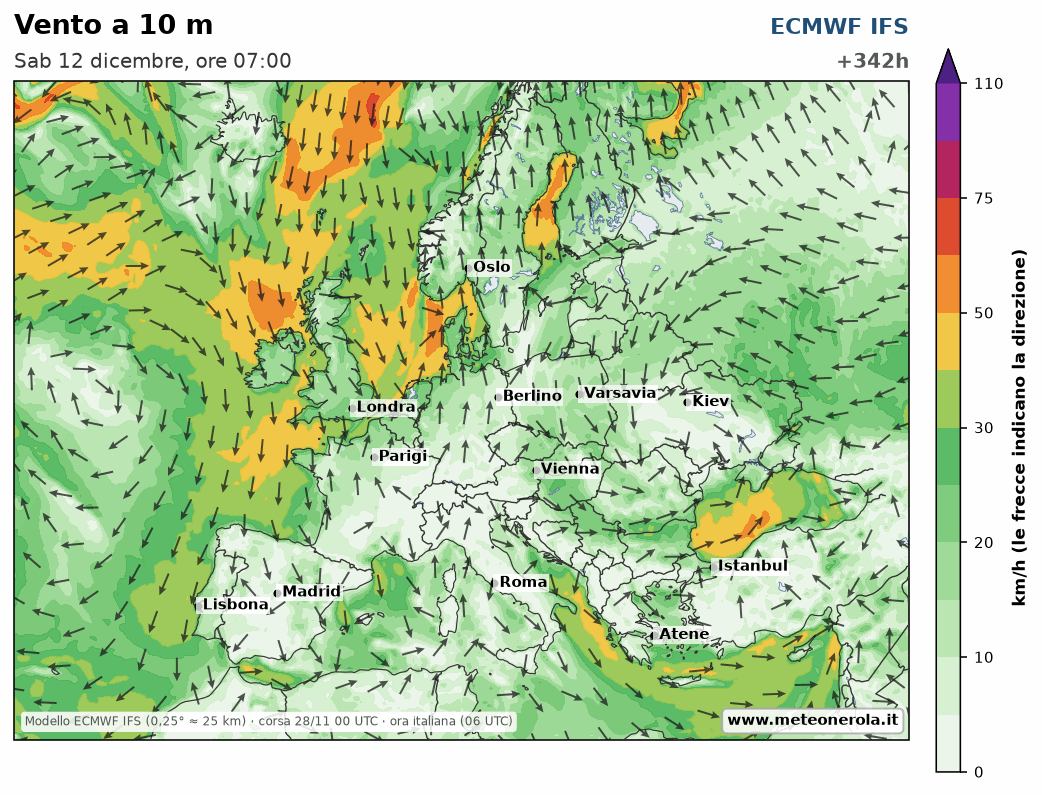 Vento a 10 m
ECMWF IFS
Sab 12 dicembre, ore 07:00
+342h
110
75
50
30
20
10
0
km/h (le frecce indicano la direzione)
Oslo
Berlino
Varsavia
Kiev
Londra
Parigi
Vienna
Istanbul
Roma
Madrid
Lisbona
Atene
Modello ECMWF IFS (0,25° ≈ 25 km) · corsa 28/11 00 UTC · ora italiana (06 UTC)
www.meteonerola.it